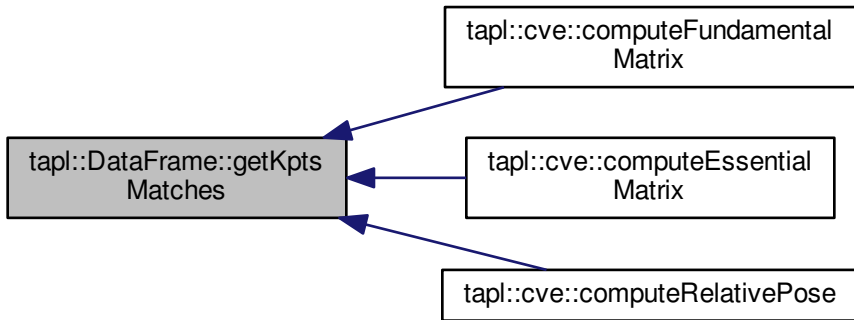 tapl::cve::computeFundamental
Matrix
tapl::DataFrame::getKpts
Matches
tapl::cve::computeEssential
Matrix
tapl::cve::computeRelativePose